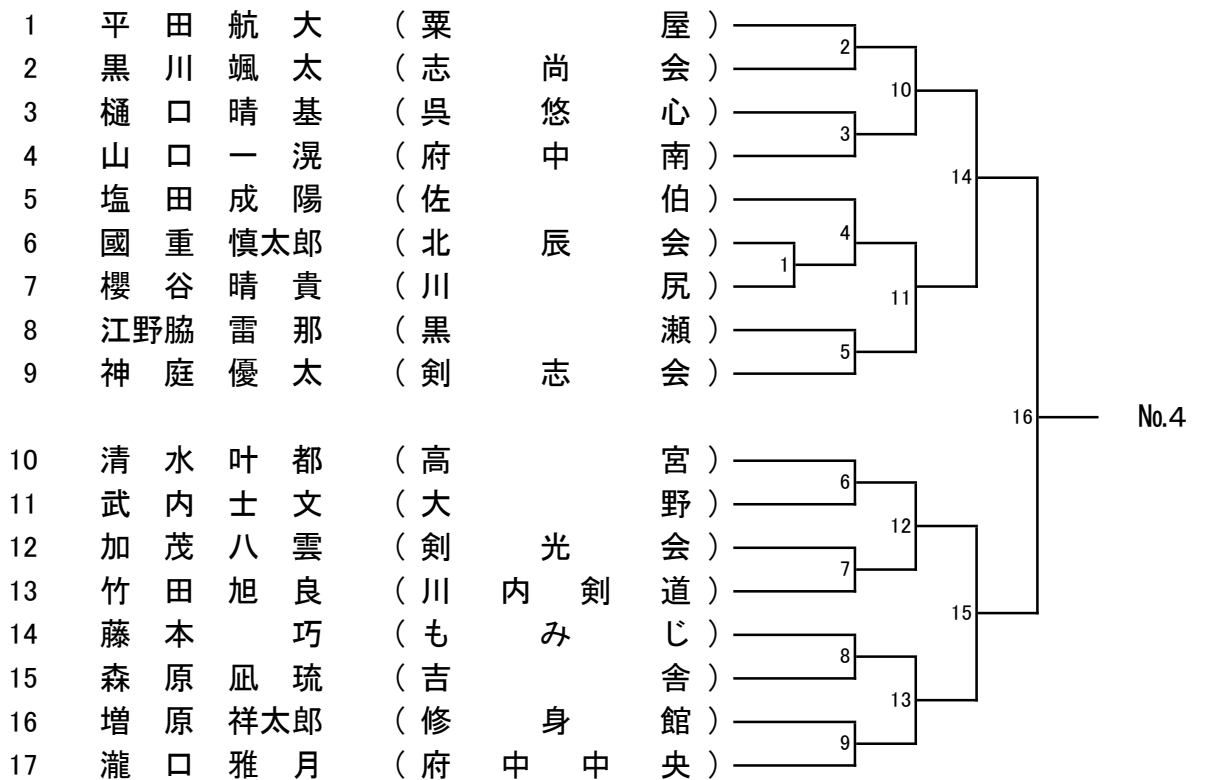 1 平田航大 （粟屋）
2 黒川颯太 （志尚会）
3 樋口晴基 （呉悠心）
4 山口一滉 （府中南）
5 塩田成陽 （佐伯）
6 國重慎太郎 （北辰会）
7 櫻谷晴貴 （川尻）
8 江野脇雷那 （黒瀬）
9 神庭優太 （剣志会）
10 清水叶都 （高宮）
11 武内士文 （大野）
12 加茂八雲 （剣光会）
13 竹田旭良 （川内剣道）
14 藤本巧 （もみじ）
15 森原凪琉 （吉舎）
16 増原祥太郎 （修身館）
17 瀧口雅月 （府中中央）
2
10
3
14
4
1
11
5
16
№4
6
12
7
15
8
13
9